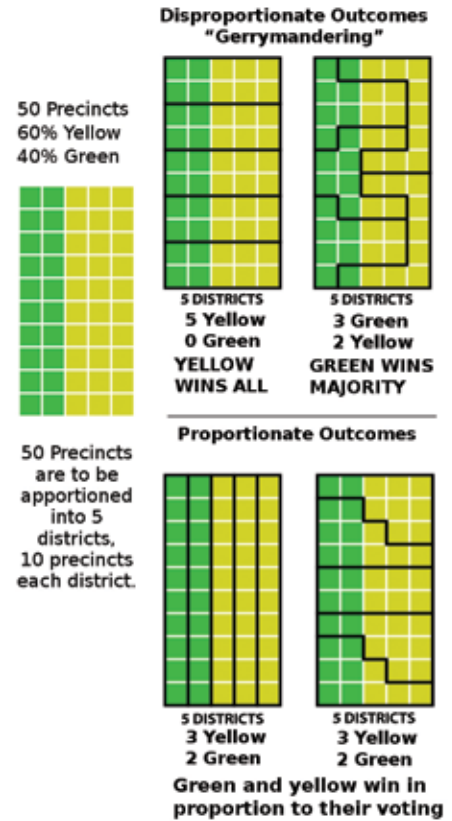 Disproportionate Outcomes
“Gerrymandering”
50 Precincts
60% Yellow
40% Green
5 DISTRICTS
5 Yellow
0 Green
YELLOW
WINS ALL
5 DISTRICTS
3 Green
2 Yellow
GREEN WINS
MAJORITY
50 Precincts
are to be
apportioned
into 5
districts,
10 precincts
each district.
Proportionate Outcomes
5 DISTRICTS
3 Yellow
2 Green
5 DISTRICTS
3 Yellow
2 Green
Green and yellow win in
proportion to their voting